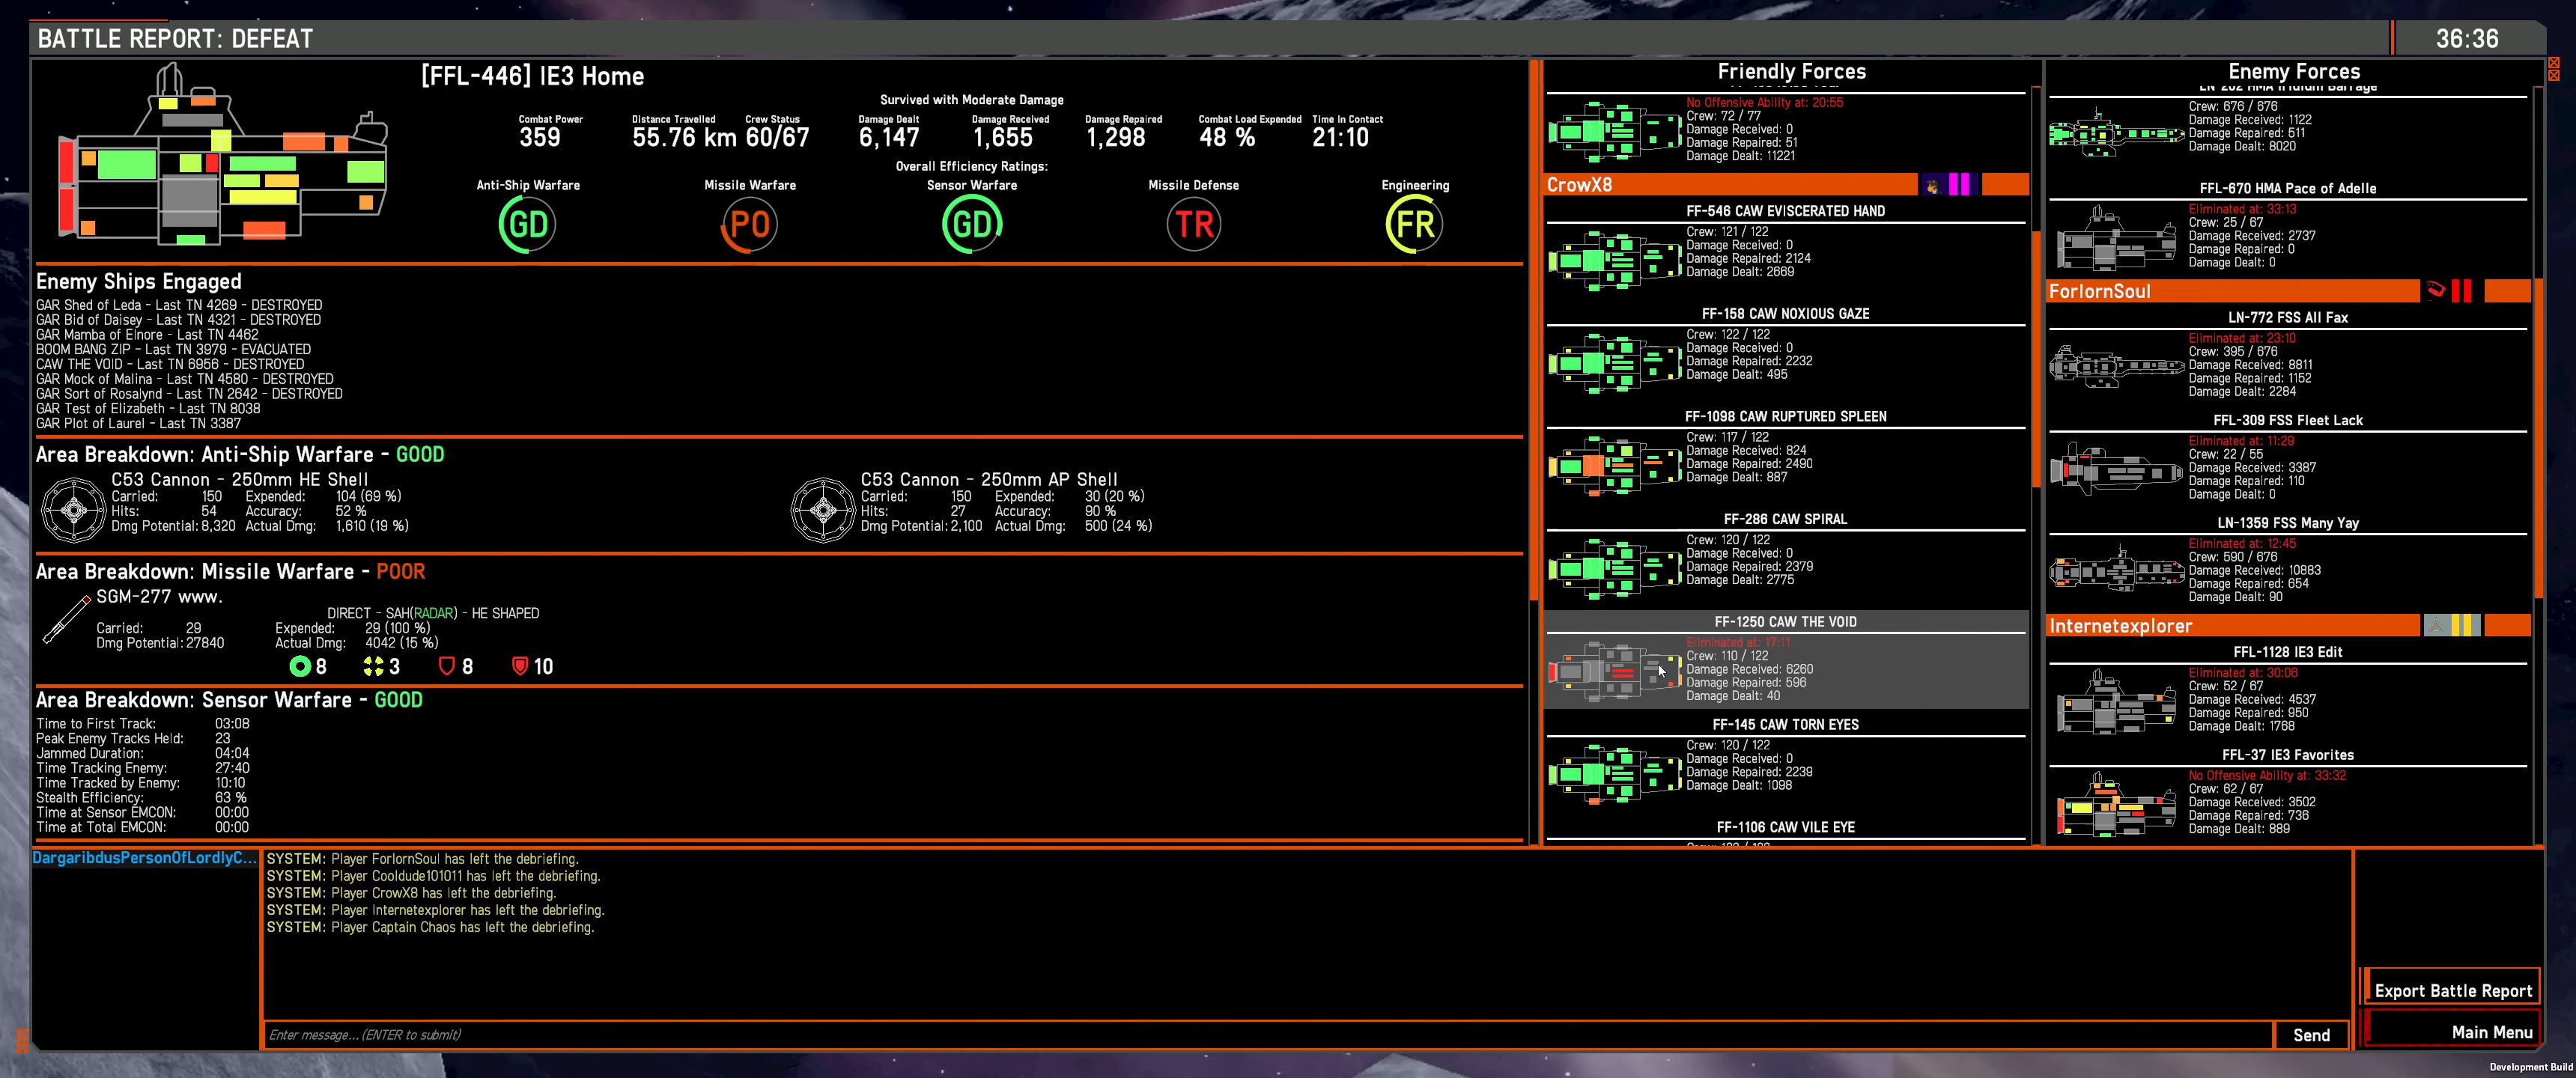 BATTLE REPORT: DEFEAT
36:36
[FFL-446] IE3 Home
Survived with Moderate Damage
Combat Power
Distance Travelled
Crew Status
Damage Dealt
Damage Received
Damage Repaired
Combat Load Expended
Time In Contact
359
55.76 km
60/67
6,147
1,655
1,298
48 %
21:10
Overall Efficiency Ratings:
Anti-Ship Warfare
Missile Warfare
Sensor Warfare
Missile Defense
Engineering
GD
PO
GD
TR
FR
Enemy Ships Engaged
GAR Shed of Leda - Last TN 4269 - DESTROYED
GAR Bid of Daisey - Last TN 4321 - DESTROYED
GAR Mamba of Elnore - Last TN 4462
BOOM BANG ZIP - Last TN 3979 - EVACUATED
CAW THE VOID - Last TN 6956 - DESTROYED
GAR Mock of Malina - Last TN 4580 - DESTROYED
GAR Sort of Rosalynd - Last TN 2642 - DESTROYED
GAR Test of Elizabeth - Last TN 8038
GAR Plot of Laurel - Last TN 3387
Area Breakdown: Anti-Ship Warfare - GOOD
C53 Cannon - 250mm HE Shell
Carried: 150 Expended: 104 (69 %)
Hits: 54 Accuracy: 52 %
Dmg Potential: 8,320 Actual Dmg: 1,610 (19 %)
C53 Cannon - 250mm AP Shell
Carried: 150 Expended: 30 (20 %)
Hits: 27 Accuracy: 90 %
Dmg Potential: 2,100 Actual Dmg: 500 (24 %)
Area Breakdown: Missile Warfare - POOR
SGM-277 www.
DIRECT - SAH(RADAR) - HE SHAPED
Carried: 29 Expended: 29 (100 %)
Dmg Potential: 27840 Actual Dmg: 4042 (15 %)
8 3 8 10
Area Breakdown: Sensor Warfare - GOOD
Time to First Track: 03:08
Peak Enemy Tracks Held: 23
Jammed Duration: 04:04
Time Tracking Enemy: 27:40
Time Tracked by Enemy: 10:10
Stealth Efficiency: 63 %
Time at Sensor EMCON: 00:00
Time at Total EMCON: 00:00
Friendly Forces
No Offensive Ability at: 20:55
Crew: 72 / 77
Damage Received: 0
Damage Repaired: 51
Damage Dealt: 11221
CrowX8
FF-546 CAW EVISCERATED HAND
Crew: 121 / 122
Damage Received: 0
Damage Repaired: 2124
Damage Dealt: 2669
FF-158 CAW NOXIOUS GAZE
Crew: 122 / 122
Damage Received: 0
Damage Repaired: 2232
Damage Dealt: 495
FF-1098 CAW RUPTURED SPLEEN
Crew: 117 / 122
Damage Received: 824
Damage Repaired: 2490
Damage Dealt: 887
FF-286 CAW SPIRAL
Crew: 120 / 122
Damage Received: 0
Damage Repaired: 2379
Damage Dealt: 2775
FF-1250 CAW THE VOID
Eliminated at: 17:11
Crew: 110 / 122
Damage Received: 6260
Damage Repaired: 596
Damage Dealt: 40
FF-145 CAW TORN EYES
Crew: 120 / 122
Damage Received: 0
Damage Repaired: 2239
Damage Dealt: 1098
FF-1106 CAW VILE EYE
Enemy Forces
Crew: 676 / 676
Damage Received: 1122
Damage Repaired: 511
Damage Dealt: 8020
FFL-670 HMA Pace of Adelle
Eliminated at: 33:13
Crew: 25 / 67
Damage Received: 2737
Damage Repaired: 0
Damage Dealt: 0
ForlornSoul
LN-772 FSS All Fax
Eliminated at: 23:10
Crew: 395 / 676
Damage Received: 8811
Damage Repaired: 1152
Damage Dealt: 2284
FFL-309 FSS Fleet Lack
Eliminated at: 11:29
Crew: 22 / 55
Damage Received: 3387
Damage Repaired: 110
Damage Dealt: 0
LN-1359 FSS Many Yay
Eliminated at: 12:45
Crew: 590 / 676
Damage Received: 10883
Damage Repaired: 654
Damage Dealt: 90
Internetexplorer
FFL-1128 IE3 Edit
Eliminated at: 30:06
Crew: 52 / 67
Damage Received: 4537
Damage Repaired: 950
Damage Dealt: 1768
FFL-37 IE3 Favorites
No Offensive Ability at: 33:32
Crew: 62 / 67
Damage Received: 3502
Damage Repaired: 736
Damage Dealt: 889
DargaribdusPersonOfLordlyC...
SYSTEM: Player ForlornSoul has left the debriefing.
SYSTEM: Player Cooldude101011 has left the debriefing.
SYSTEM: Player CrowX8 has left the debriefing.
SYSTEM: Player Internetexplorer has left the debriefing.
SYSTEM: Player Captain Chaos has left the debriefing.
Enter message... (ENTER to submit)
Send
Export Battle Report
Main Menu
Development Build